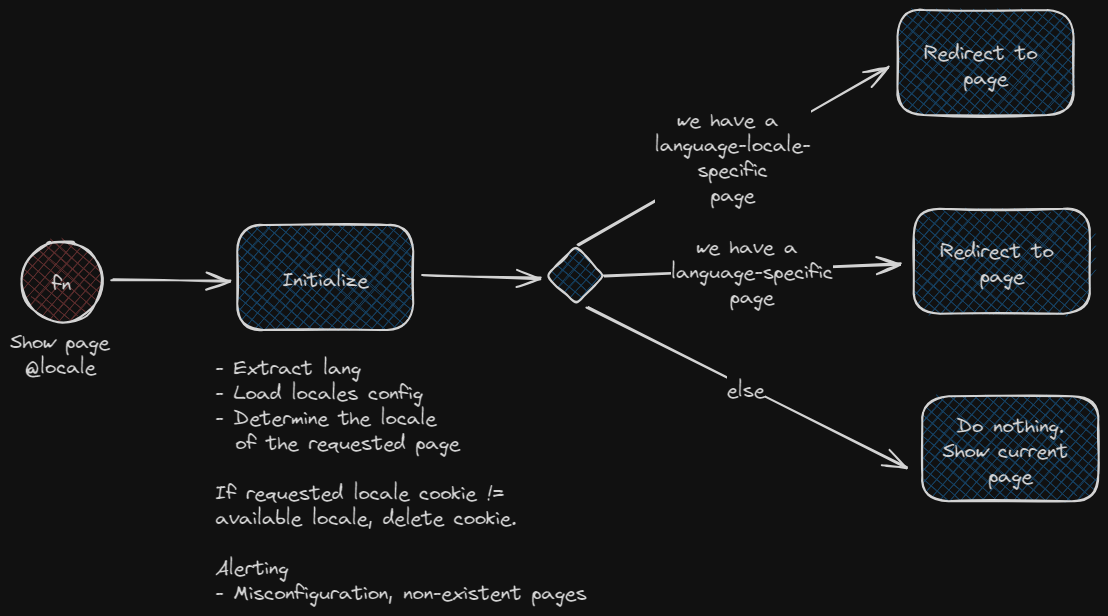 fn
Show page
@locale
Initialize
- Extract lang
- Load locales config
- Determine the locale
of the requested page
If requested locale cookie !=
available locale, delete cookie.
Alerting
- Misconfiguration, non-existent pages
we have a
language-locale-
specific
page
Redirect to
page
we have a
language-specific
page
Redirect to
page
else
Do nothing.
Show current
page